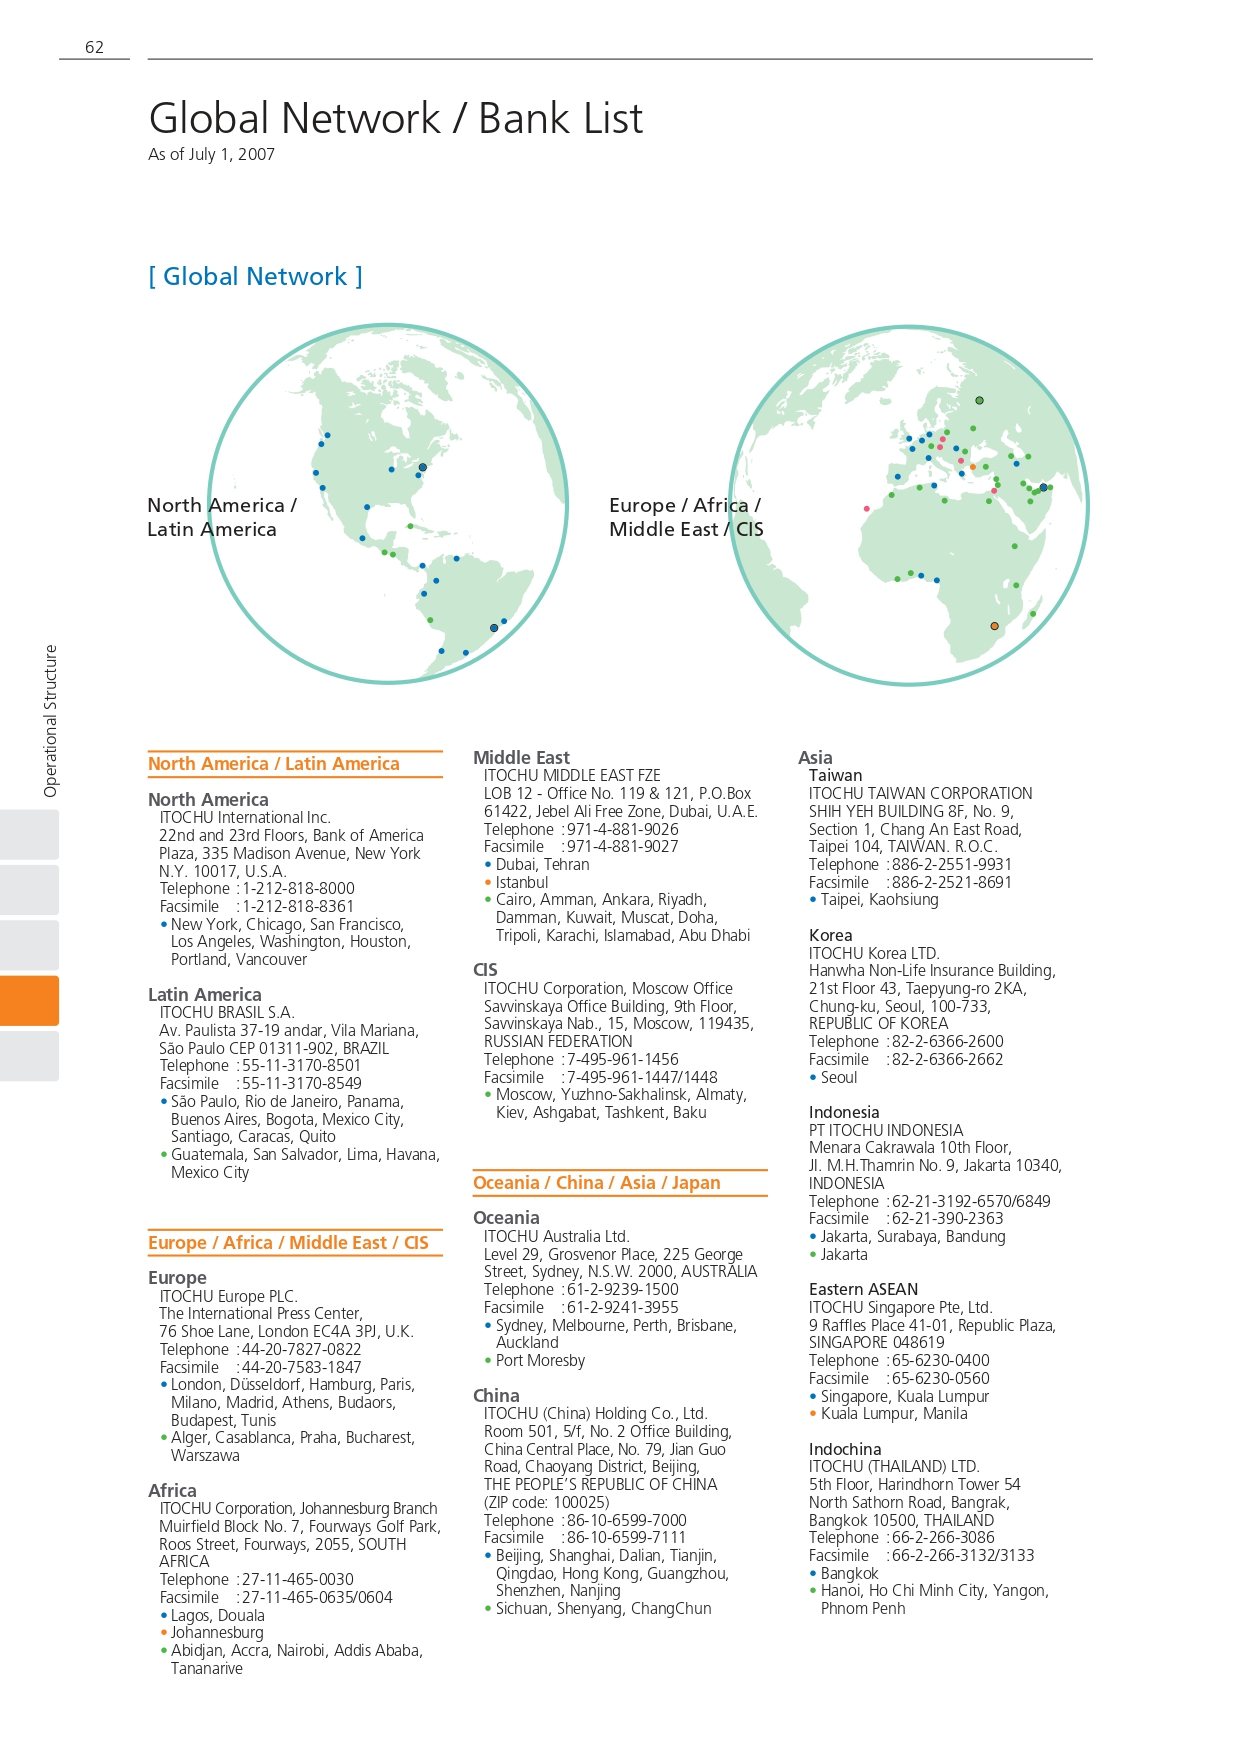 62
Global Network / Bank List
As of July 1, 2007
[ Global Network ]
North America /
Latin America
Europe / Africa /
Middle East / CIS
Operational Structure
North America / Latin America
North America
ITOCHU International Inc.
22nd and 23rd Floors, Bank of America
Plaza, 335 Madison Avenue, New York
N.Y. 10017, U.S.A.
Telephone : 1-212-818-8000
Facsimile : 1-212-818-8361
• New York, Chicago, San Francisco,
Los Angeles, Washington, Houston,
Portland, Vancouver
Latin America
ITOCHU BRASIL S.A.
Av. Paulista 37-19 andar, Vila Mariana,
São Paulo CEP 01311-902, BRAZIL
Telephone : 55-11-3170-8501
Facsimile : 55-11-3170-8549
• São Paulo, Rio de Janeiro, Panama,
Buenos Aires, Bogota, Mexico City,
Santiago, Caracas, Quito
• Guatemala, San Salvador, Lima, Havana,
Mexico City
Europe / Africa / Middle East / CIS
Europe
ITOCHU Europe PLC.
The International Press Center,
76 Shoe Lane, London EC4A 3PJ, U.K.
Telephone : 44-20-7827-0822
Facsimile : 44-20-7583-1847
• London, Düsseldorf, Hamburg, Paris,
Milano, Madrid, Athens, Budaors,
Budapest, Tunis
• Alger, Casablanca, Praha, Bucharest,
Warszawa
Africa
ITOCHU Corporation, Johannesburg Branch
Muirfield Block No. 7, Fourways Golf Park,
Roos Street, Fourways, 2055, SOUTH
AFRICA
Telephone : 27-11-465-0030
Facsimile : 27-11-465-0635/0604
• Lagos, Douala
• Johannesburg
• Abidjan, Accra, Nairobi, Addis Ababa,
Tananarive
Middle East
ITOCHU MIDDLE EAST FZE
LOB 12 - Office No. 119 & 121, P.O.Box
61422, Jebel Ali Free Zone, Dubai, U.A.E.
Telephone : 971-4-881-9026
Facsimile : 971-4-881-9027
• Dubai, Tehran
• Istanbul
• Cairo, Amman, Ankara, Riyadh,
Damman, Kuwait, Muscat, Doha,
Tripoli, Karachi, Islamabad, Abu Dhabi
CIS
ITOCHU Corporation, Moscow Office
Savvinskaya Office Building, 9th Floor,
Savvinskaya Nab., 15, Moscow, 119435,
RUSSIAN FEDERATION
Telephone : 7-495-961-1456
Facsimile : 7-495-961-1447/1448
• Moscow, Yuzhno-Sakhalinsk, Almaty,
Kiev, Ashgabat, Tashkent, Baku
Oceania / China / Asia / Japan
Oceania
ITOCHU Australia Ltd.
Level 29, Grosvenor Place, 225 George
Street, Sydney, N.S.W. 2000, AUSTRALIA
Telephone : 61-2-9239-1500
Facsimile : 61-2-9241-3955
• Sydney, Melbourne, Perth, Brisbane,
Auckland
• Port Moresby
China
ITOCHU (China) Holding Co., Ltd.
Room 501, 5/f, No. 2 Office Building,
China Central Place, No. 79, Jian Guo
Road, Chaoyang District, Beijing,
THE PEOPLE'S REPUBLIC OF CHINA
(ZIP code: 100025)
Telephone : 86-10-6599-7000
Facsimile : 86-10-6599-7111
• Beijing, Shanghai, Dalian, Tianjin,
Qingdao, Hong Kong, Guangzhou,
Shenzhen, Nanjing
• Sichuan, Shenyang, ChangChun
Asia
Taiwan
ITOCHU TAIWAN CORPORATION
SHIH YEH BUILDING 8F, No. 9,
Section 1, Chang An East Road,
Taipei 104, TAIWAN. R.O.C.
Telephone : 886-2-2551-9931
Facsimile : 886-2-2521-8691
• Taipei, Kaohsiung
Korea
ITOCHU Korea LTD.
Hanwha Non-Life Insurance Building,
21st Floor 43, Taepyung-ro 2KA,
Chung-ku, Seoul, 100-733,
REPUBLIC OF KOREA
Telephone : 82-2-6366-2600
Facsimile : 82-2-6366-2662
• Seoul
Indonesia
PT ITOCHU INDONESIA
Menara Cakrawala 10th Floor,
JI. M.H.Thamrin No. 9, Jakarta 10340,
INDONESIA
Telephone : 62-21-3192-6570/6849
Facsimile : 62-21-390-2363
• Jakarta, Surabaya, Bandung
• Jakarta
Eastern ASEAN
ITOCHU Singapore Pte, Ltd.
9 Raffles Place 41-01, Republic Plaza,
SINGAPORE 048619
Telephone : 65-6230-0400
Facsimile : 65-6230-0560
• Singapore, Kuala Lumpur
• Kuala Lumpur, Manila
Indochina
ITOCHU (THAILAND) LTD.
5th Floor, Harindhorn Tower 54
North Sathorn Road, Bangrak,
Bangkok 10500, THAILAND
Telephone : 66-2-266-3086
Facsimile : 66-2-266-3132/3133
• Bangkok
• Hanoi, Ho Chi Minh City, Yangon,
Phnom Penh